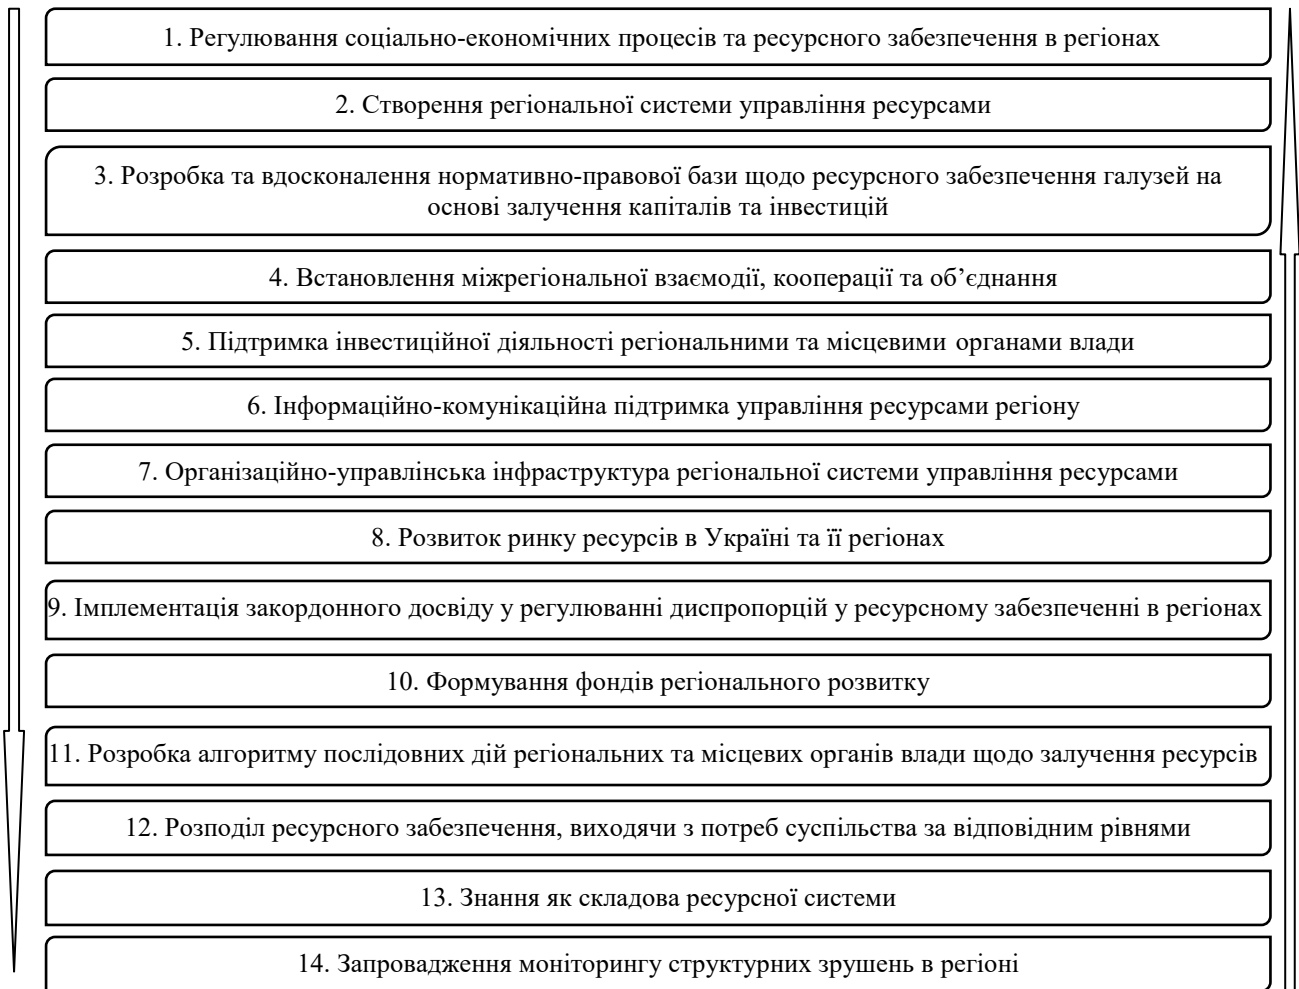 1. Регулювання соціально-економічних процесів та ресурсного забезпечення в регіонах
2. Створення регіональної системи управління ресурсами
3. Розробка та вдосконалення нормативно-правової бази щодо ресурсного забезпечення галузей на
основі залучення капіталів та інвестицій
4. Встановлення міжрегіональної взаємодії, кооперації та об’єднання
5. Підтримка інвестиційної діяльності регіональними та місцевими органами влади
6. Інформаційно-комунікаційна підтримка управління ресурсами регіону
7. Організаційно-управлінська інфраструктура регіональної системи управління ресурсами
8. Розвиток ринку ресурсів в Україні та її регіонах
9. Імплементація закордонного досвіду у регулюванні диспропорцій у ресурсному забезпеченні в регіонах
10. Формування фондів регіонального розвитку
11. Розробка алгоритму послідовних дій регіональних та місцевих органів влади щодо залучення ресурсів
12. Розподіл ресурсного забезпечення, виходячи з потреб суспільства за відповідним рівнями
13. Знання як складова ресурсної системи
14. Запровадження моніторингу структурних зрушень в регіоні